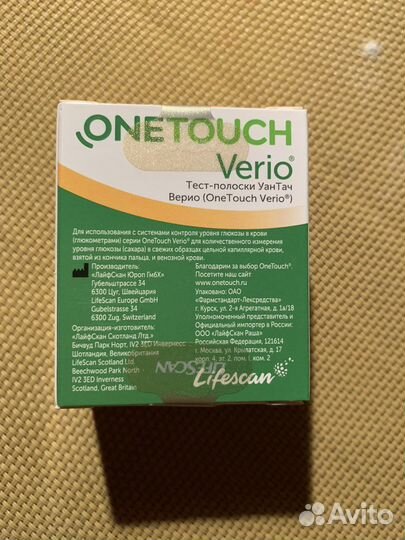 ONETOUCH
Verio®
Тест-полоски УанТач
Верио (OneTouch Verio®)
Для использования с системами контроля уровня глюкозы в крови
(глюкометрами) серии OneTouch Verio® для количественного измерения
уровня глюкозы (сахара) в свежих образцах цельной капиллярной крови,
взятой из кончика пальца, и венозной крови.
Производитель:
«ЛайфСкан Юроп ГмбХ»
Губельштрассе 34
6300 Цуг, Швейцария
LifeScan Europe GmbH
Gubelstrasse 34
6300 Zug, Switzerland
Организация-изготовитель:
«ЛайфСкан Скотланд Лтд.»
Бичвуд Парк Норт, IV2 3ED Инвернесс
Шотландия, Великобритания
LifeScan Scotland Ltd.
Beechwood Park North
IV2 3ED Inverness
Scotland, Great Britain
Благодарим за выбор OneTouch®.
Посетите наш сайт
www.onetouch.ru
Упаковано: ОАО
«Фармстандарт-Лексредства»
г. Курск, ул. 2-я Агрегатная, д. 1а/18
Уполномоченный представитель и
Официальный импортер в России:
ООО «ЛайфСкан Раша»
Российская Федерация, 121614
г. Москва, ул. Крылатская, д. 17
корп. 4, эт. 2, пом. I, ком. 2
LIFESCAN
Lifescan
Avito